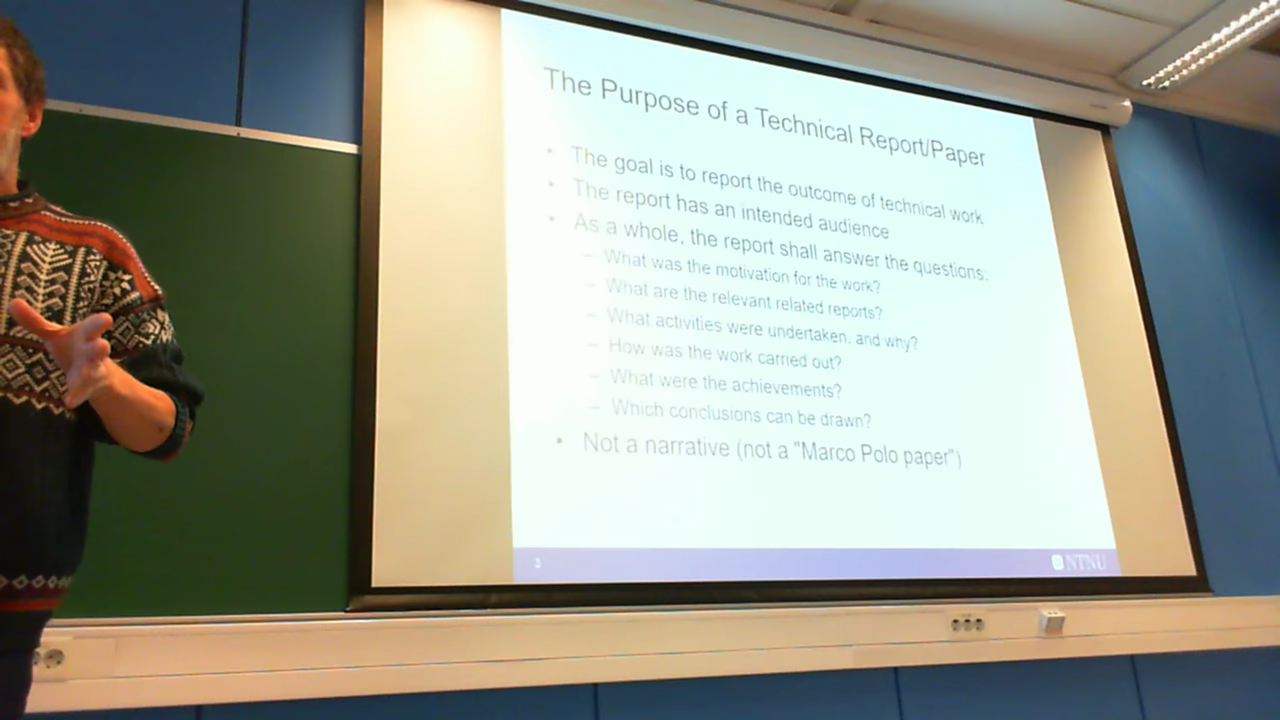 The Purpose of a Technical Report/Paper
• The goal is to report the outcome of technical work
• The report has an intended audience
• As a whole, the report shall answer the questions:
– What was the motivation for the work?
– What are the relevant related reports?
– What activities were undertaken, and why?
– How was the work carried out?
– What were the achievements?
– Which conclusions can be drawn?
• Not a narrative (not a "Marco Polo paper")
3
NTNU